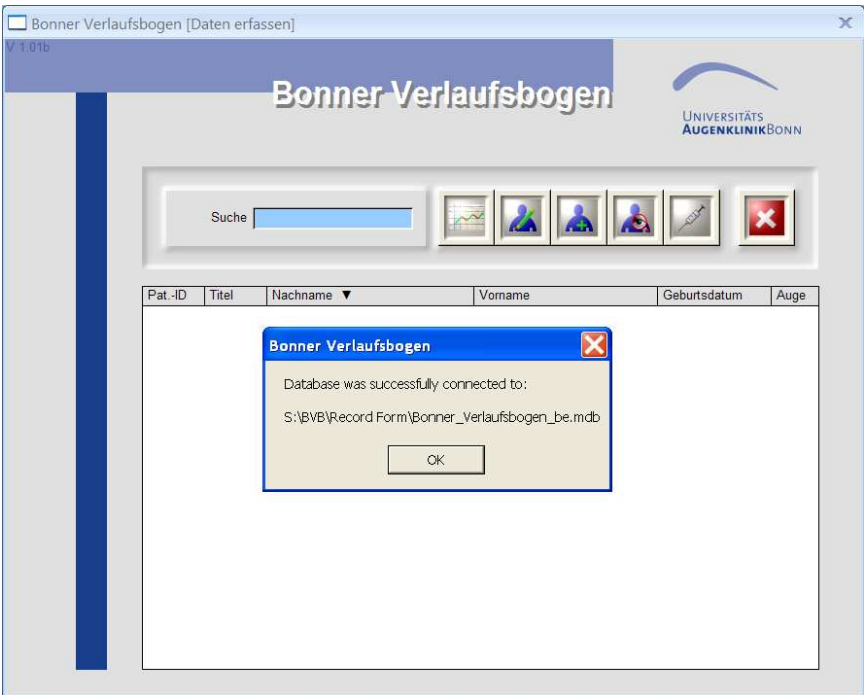 Bonner Verlaufsbogen [Daten erfassen]
V 1.01b
Bonner Verlaufsbogen
UNIVERSITÄTS
AUGENKLINIKBONN
Suche
Pat.-ID Titel Nachname ▼ Vorname Geburtsdatum Auge
Bonner Verlaufsbogen
Database was successfully connected to:
S:\BVB\Record Form\Bonner_Verlaufsbogen_be.mdb
OK